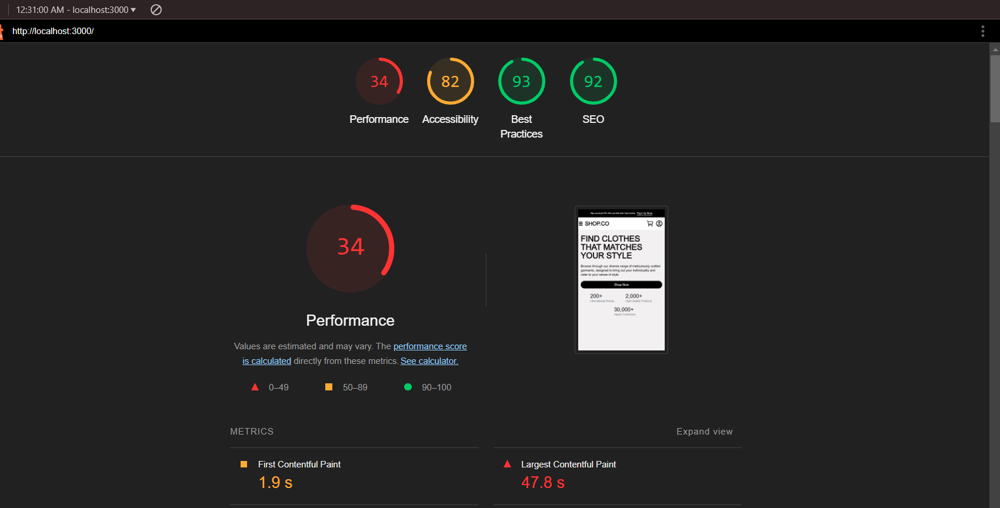 12:31:00 AM - localhost:3000
http://localhost:3000/
34
82
93
92
Performance
Accessibility
Best
Practices
SEO
34
Performance
Values are estimated and may vary. The performance score
is calculated directly from these metrics. See calculator.
0–49
50–89
90–100
Sign Up Now
SHOP.CO
FIND CLOTHES
THAT MATCHES
YOUR STYLE
Browse through our diverse range of meticulously crafted
garments, designed to bring out your individuality and
cater to your sense of style.
Shop Now
200+
International Brands
2,000+
High-Quality Products
30,000+
Happy Customers
METRICS
Expand view
First Contentful Paint
1.9 s
Largest Contentful Paint
47.8 s